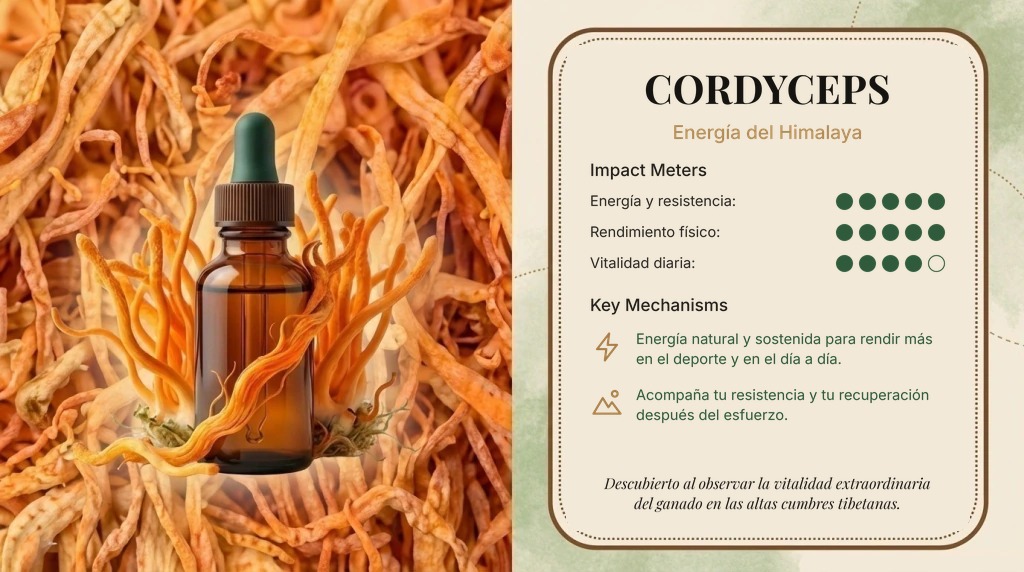 CORDYCEPS
Energía del Himalaya
Impact Meters
Energía y resistencia:
Rendimiento físico:
Vitalidad diaria:
Key Mechanisms
Energía natural y sostenida para rendir más
en el deporte y en el día a día.
Acompaña tu resistencia y tu recuperación
después del esfuerzo.
Descubierto al observar la vitalidad extraordinaria
del ganado en las altas cumbres tibetanas.